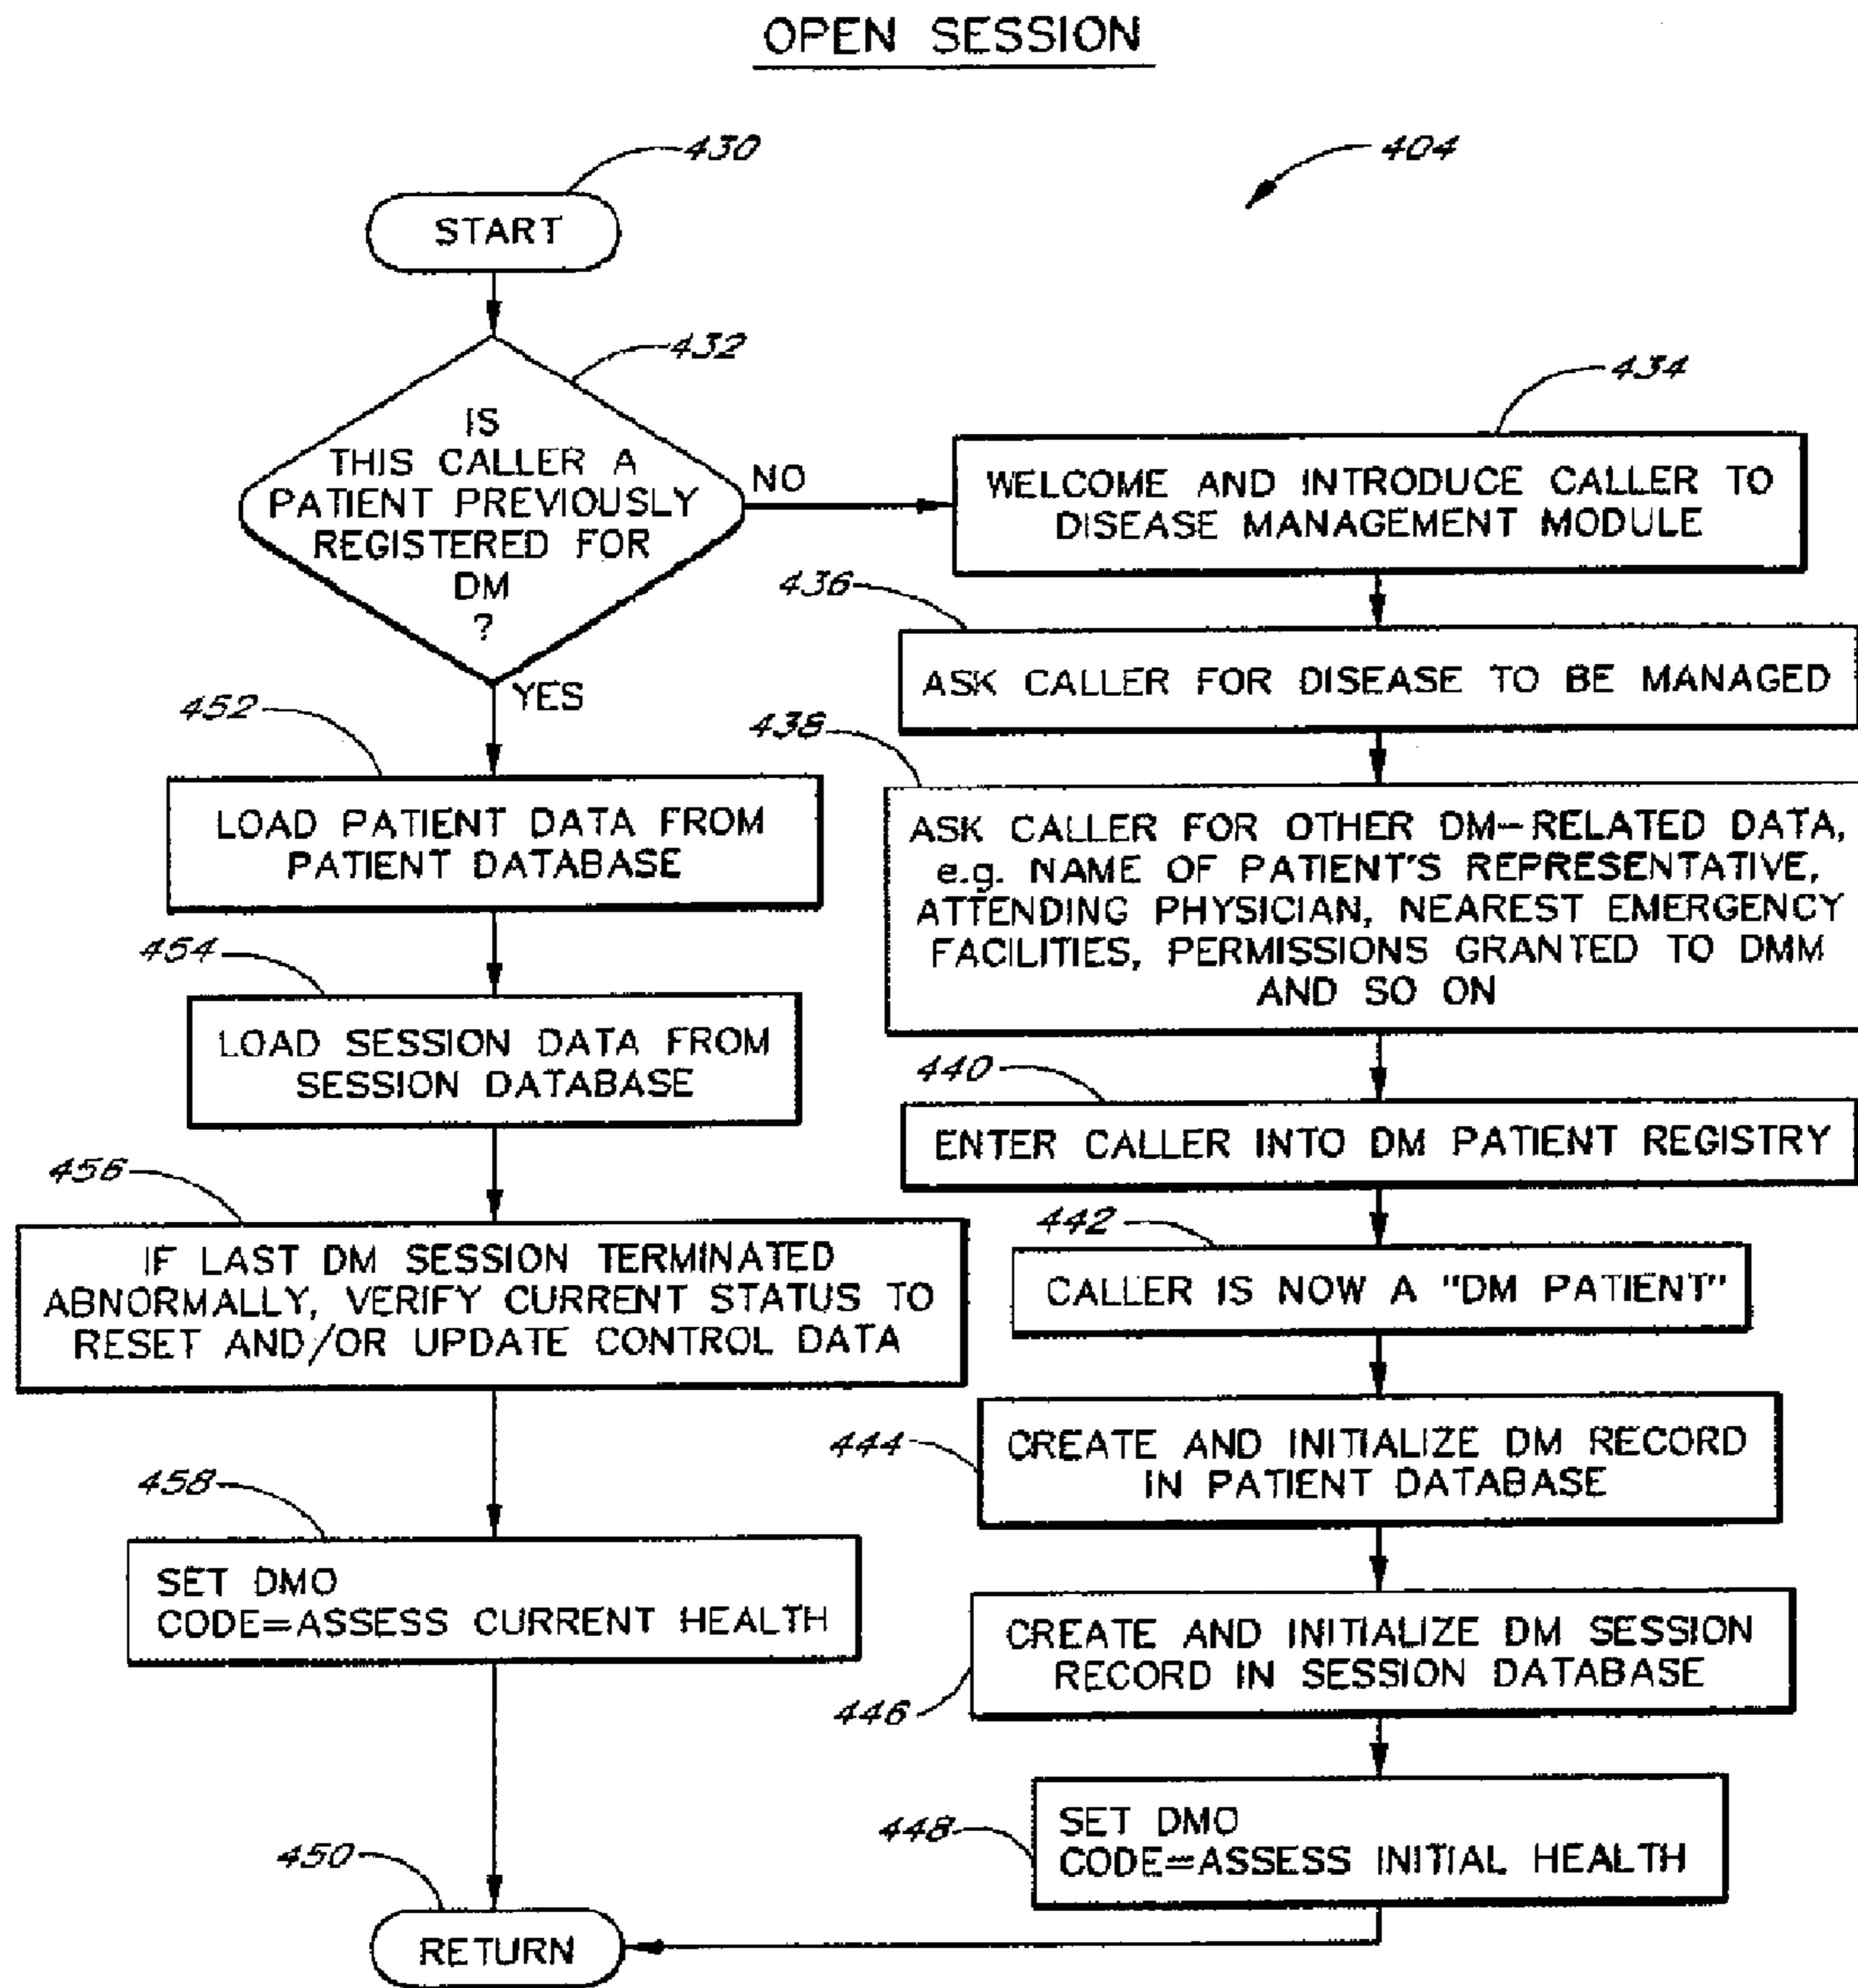 OPEN SESSION
430
404
START
432
IS
THIS CALLER A
PATIENT PREVIOUSLY
REGISTERED FOR
DM
?
NO
YES
434
WELCOME AND INTRODUCE CALLER TO
DISEASE MANAGEMENT MODULE
436
ASK CALLER FOR DISEASE TO BE MANAGED
438
ASK CALLER FOR OTHER DM-RELATED DATA,
e.g. NAME OF PATIENT'S REPRESENTATIVE,
ATTENDING PHYSICIAN, NEAREST EMERGENCY
FACILITIES, PERMISSIONS GRANTED TO DMM
AND SO ON
440
ENTER CALLER INTO DM PATIENT REGISTRY
442
CALLER IS NOW A "DM PATIENT"
444
CREATE AND INITIALIZE DM RECORD
IN PATIENT DATABASE
446
CREATE AND INITIALIZE DM SESSION
RECORD IN SESSION DATABASE
448
SET DMO
CODE=ASSESS INITIAL HEALTH
452
LOAD PATIENT DATA FROM
PATIENT DATABASE
454
LOAD SESSION DATA FROM
SESSION DATABASE
456
IF LAST DM SESSION TERMINATED
ABNORMALLY, VERIFY CURRENT STATUS TO
RESET AND/OR UPDATE CONTROL DATA
458
SET DMO
CODE=ASSESS CURRENT HEALTH
450
RETURN